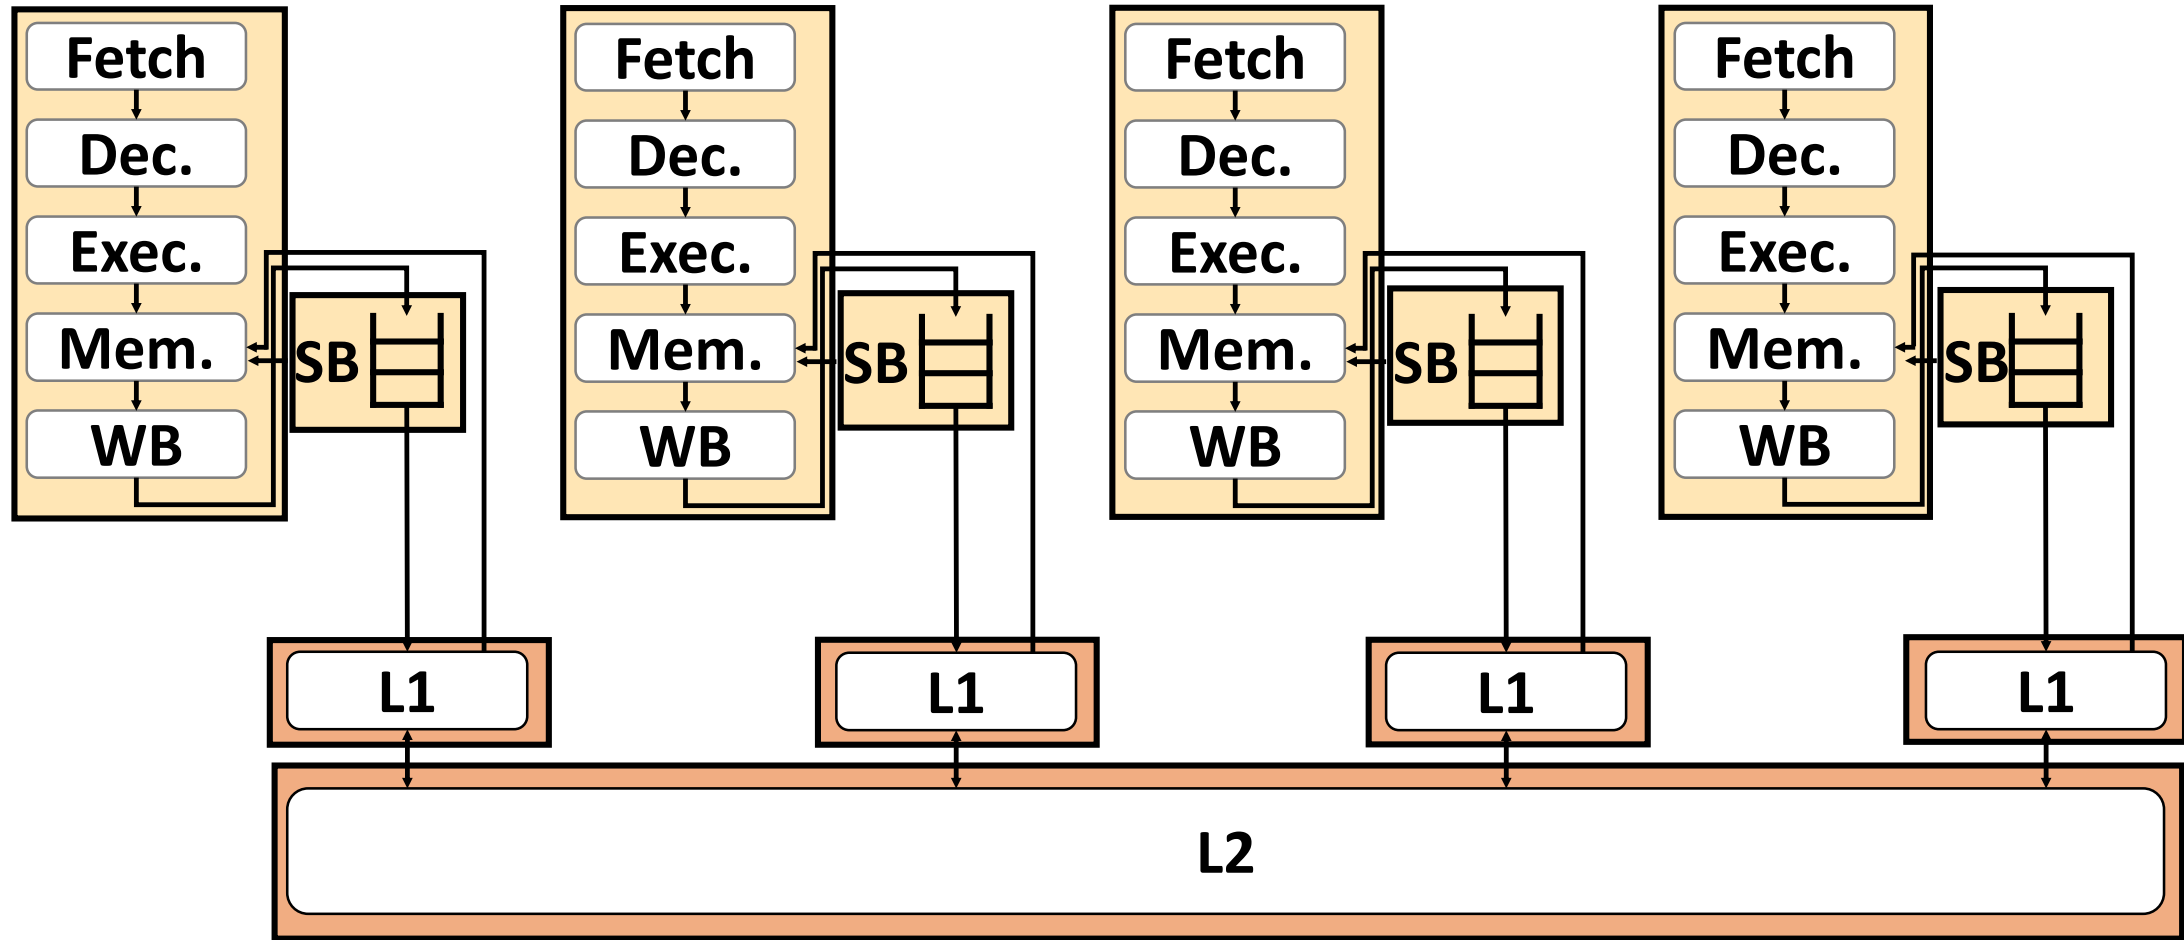 Fetch
Dec.
Exec.
Mem.
WB
SB
Fetch
Dec.
Exec.
Mem.
WB
SB
Fetch
Dec.
Exec.
Mem.
WB
SB
Fetch
Dec.
Exec.
Mem.
WB
SB
L1
L1
L1
L1
L2